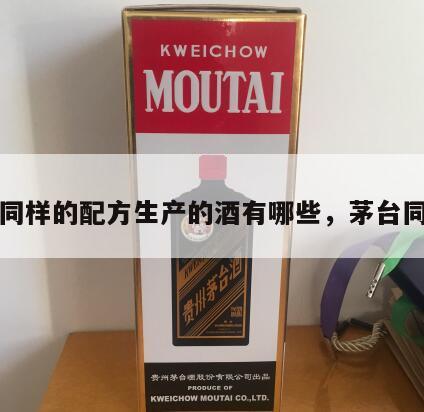 KWEICHOW
MOUTAI
同样的配方生产的酒有哪些，茅台同
贵州茅台酒
贵州茅台酒股份有限公司出品
PRODUCE OF
KWEICHOW MOUTAI CO.,LTD.